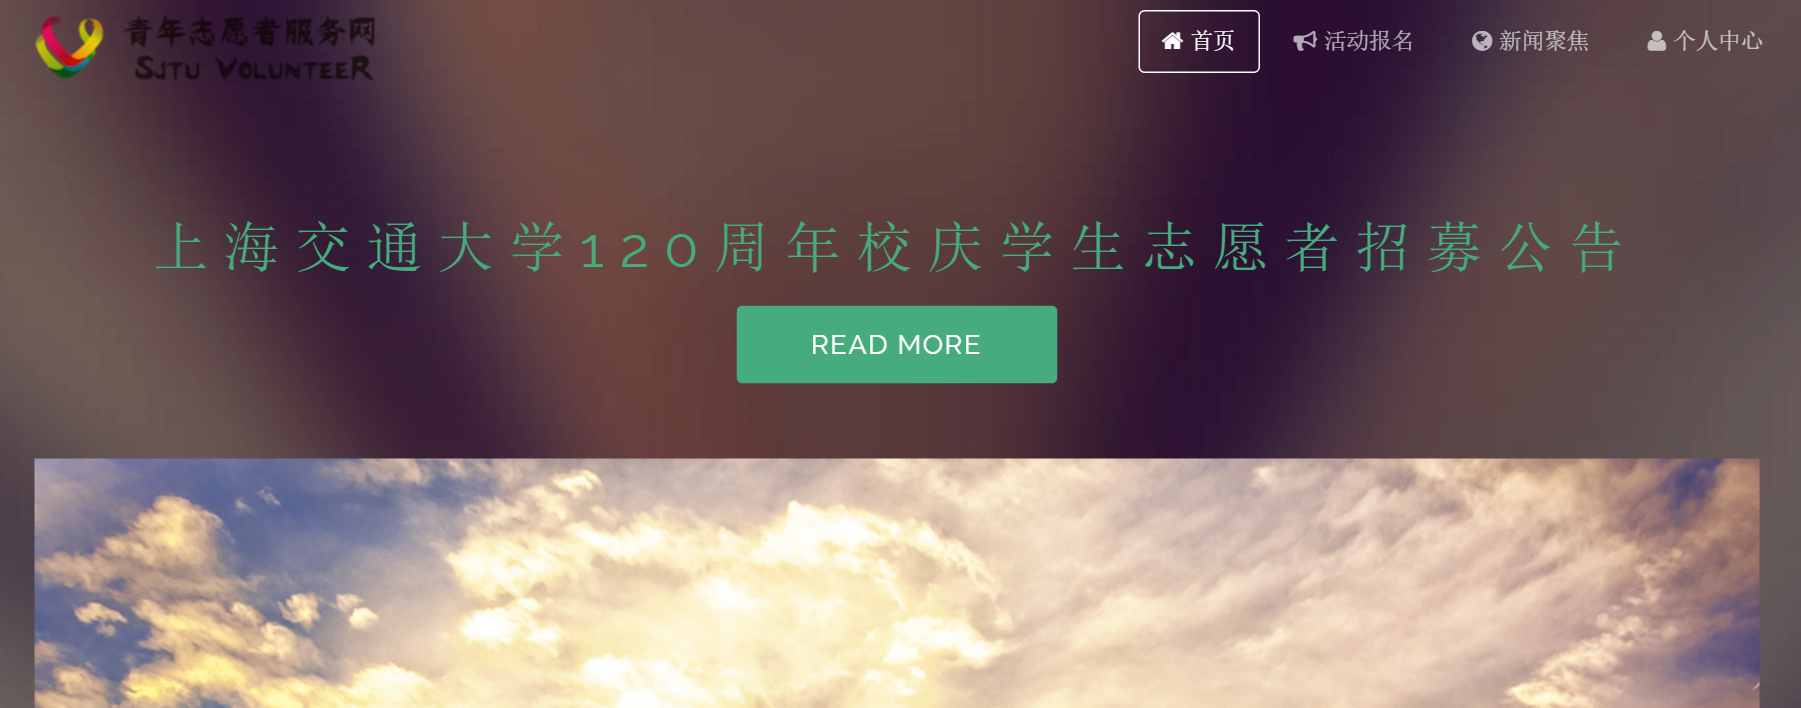 青年志愿者服务网
SJTU VOLUNTEER
首页
活动报名
新闻聚焦
个人中心
上海交通大学120周年校庆学生志愿者招募公告
READ MORE